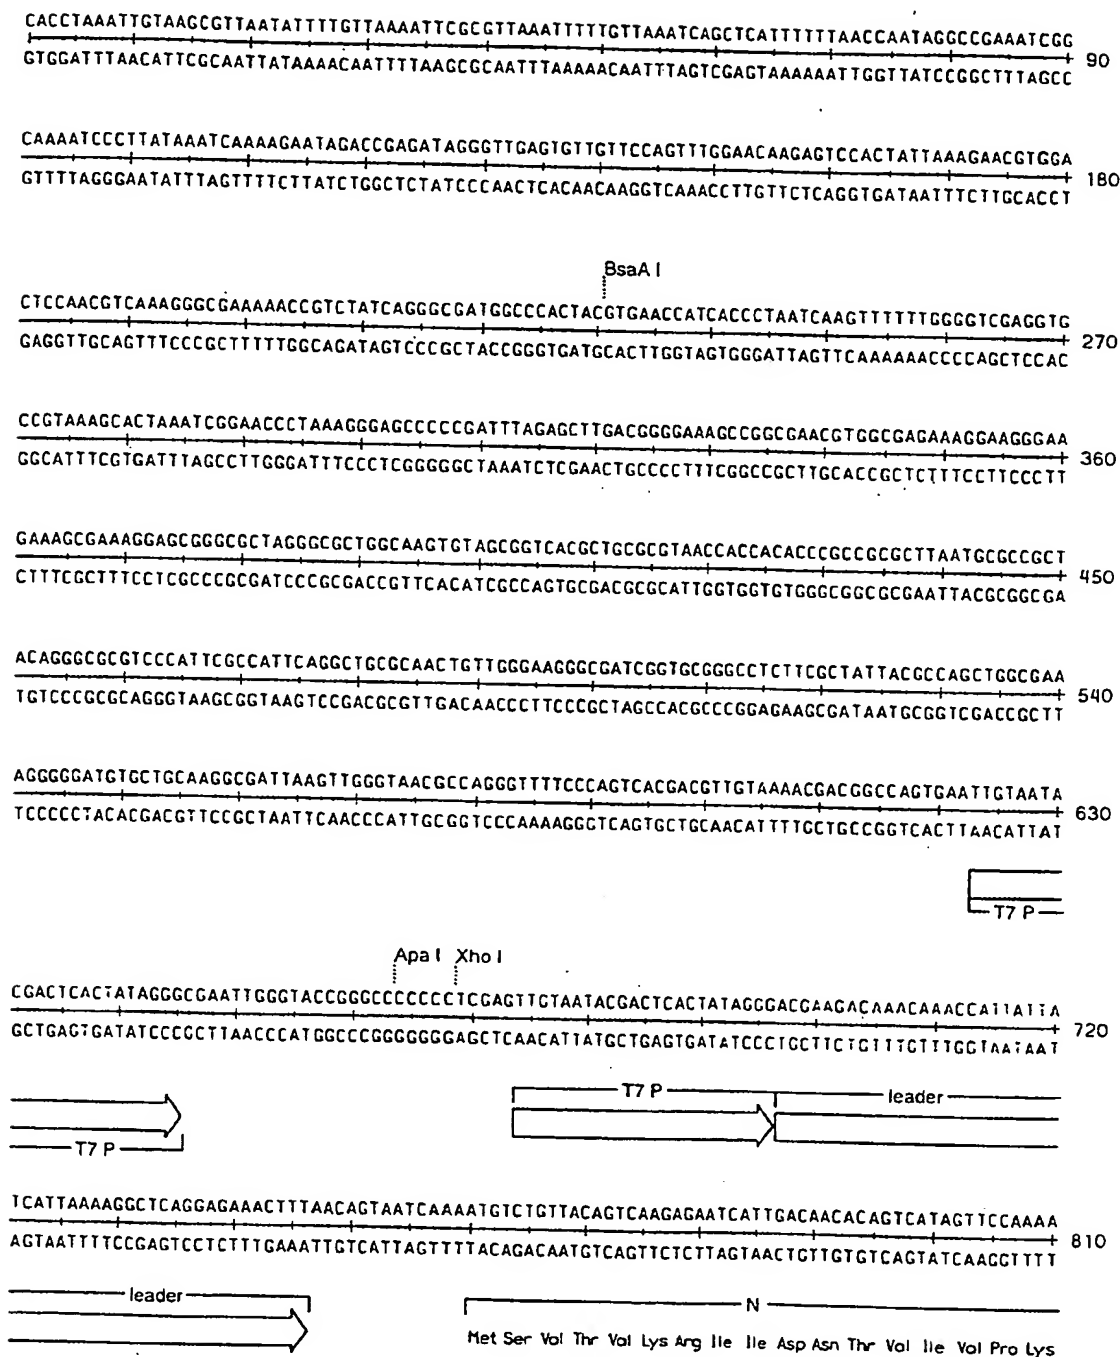 CACCTAAATTGTAAGCGTTAATATTTTGTTAAAATTCGCGTTAAATTTTTGTTAAATCAGCTCATTTTTTAACCAATAGGCCGAAATCGG
90
GTGGATTTAACATTCGCAATTATAAAACAATTTTAAGCGCAATTTAAAAACAATTTAGTCGAGTAAAAAATTGGTTATCCGGCTTTAGCC
CAAAATCCCTTATAAATCAAAAGAATAGACCGAGATAGGGTTGAGTGTTGTTCCAGTTTGGAACAAGAGTCCACTATTAAAGAACGTGGA
180
GTTTTAGGGAATATTTAGTTTTCTTATCTGGCTCTATCCCAACTCACAACAAGGTCAAACCTTGTTCTCAGGTGATAATTTCTTGCACCT
BsaA I
CTCCAACGTCAAAGGGCGAAAAACCGTCTATCAGGGCGATGGCCCACTACGTGAACCATCACCCTAATCAAGTTTTTTGGGGTCGAGGTG
270
GAGGTTGCAGTTTCCCGCTTTTTGGCAGATAGTCCCGCTACCGGGTGATGCACTTGGTAGTGGGATTAGTTCAAAAAACCCCAGCTCCAC
CCGTAAAGCACTAAATCGGAACCCTAAAGGGAGCCCCCGATTTAGAGCTTGACGGGGAAAGCCGGCGAACGTGGCGAGAAAGGAAGGGAA
360
GGCATTTCGTGATTTAGCCTTGGGATTTCCCTCGGGGGCTAAATCTCGAACTGCCCCTTTCGGCCGCTTGCACCGCTCTTTCCTTCCCTT
GAAAGCGAAAGGAGCGGGCGCTAGGGCGCTGGCAAGTGTAGCGGTCACGCTGCGCGTAACCACCACACCCGCCGCGCTTAATGCGCCGCT
450
CTTTCGCTTTCCTCGCCCGCGATCCCGCGACCGTTCACATCGCCAGTGCGACGCGCATTGGTGGTGTGGGCGGCGCGAATTACGCGGCGA
ACAGGGCGCGTCCCATTCGCCATTCAGGCTGCGCAACTGTTGGGAAGGGCGATCGGTGCGGGCCTCTTCGCTATTACGCCAGCTGGCGAA
540
TGTCCCGCGCAGGGTAAGCGGTAAGTCCGACGCGTTGACAACCCTTCCCGCTAGCCACGCCCGGAGAAGCGATAATGCGGTCGACCGCTT
AGGGGGATGTGCTGCAAGGCGATTAAGTTGGGTAACGCCAGGGTTTTCCCAGTCACGACGTTGTAAAACGACGGCCAGTGAATTGTAATA
630
TCCCCCTACACGACGTTCCGCTAATTCAACCCATTGCGGTCCCAAAAGGGTCAGTGCTGCAACATTTTGCTGCCGGTCACTTAACATTAT
T7 P
Apa I Xho I
CGACTCACTATAGGGCGAATTGGGTACCGGGCCCCCCCTCGAGTTGTAATACGACTCACTATAGGGACGAAGACAAACAAACCATTATTA
720
GCTGAGTGATATCCCGCTTAACCCATGGCCCGGGGGGGAGCTCAACATTATGCTGAGTGATATCCCTGCTTCTGTTTGTTTGGTAATAAT
T7 P leader
T7 P
TCATTAAAAGGCTCAGGAGAAACTTTAACAGTAATCAAAATGTCTGTTACAGTCAAGAGAATCATTGACAACACAGTCATAGTTCCAAAA
810
AGTAATTTTCCGAGTCCTCTTTGAAATTGTCATTAGTTTTACAGACAATGTCAGTTCTCTTAGTAACTGTTGTGTCAGTATCAAGGTTTT
leader N
Met Ser Val Thr Val Lys Arg Ile Ile Asp Asn Thr Val Ile Val Pro Lys